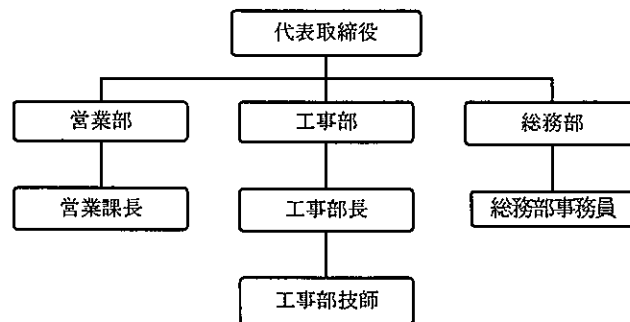 代表取締役
営業部
工事部
総務部
営業課長
工事部長
総務部事務員
工事部技師